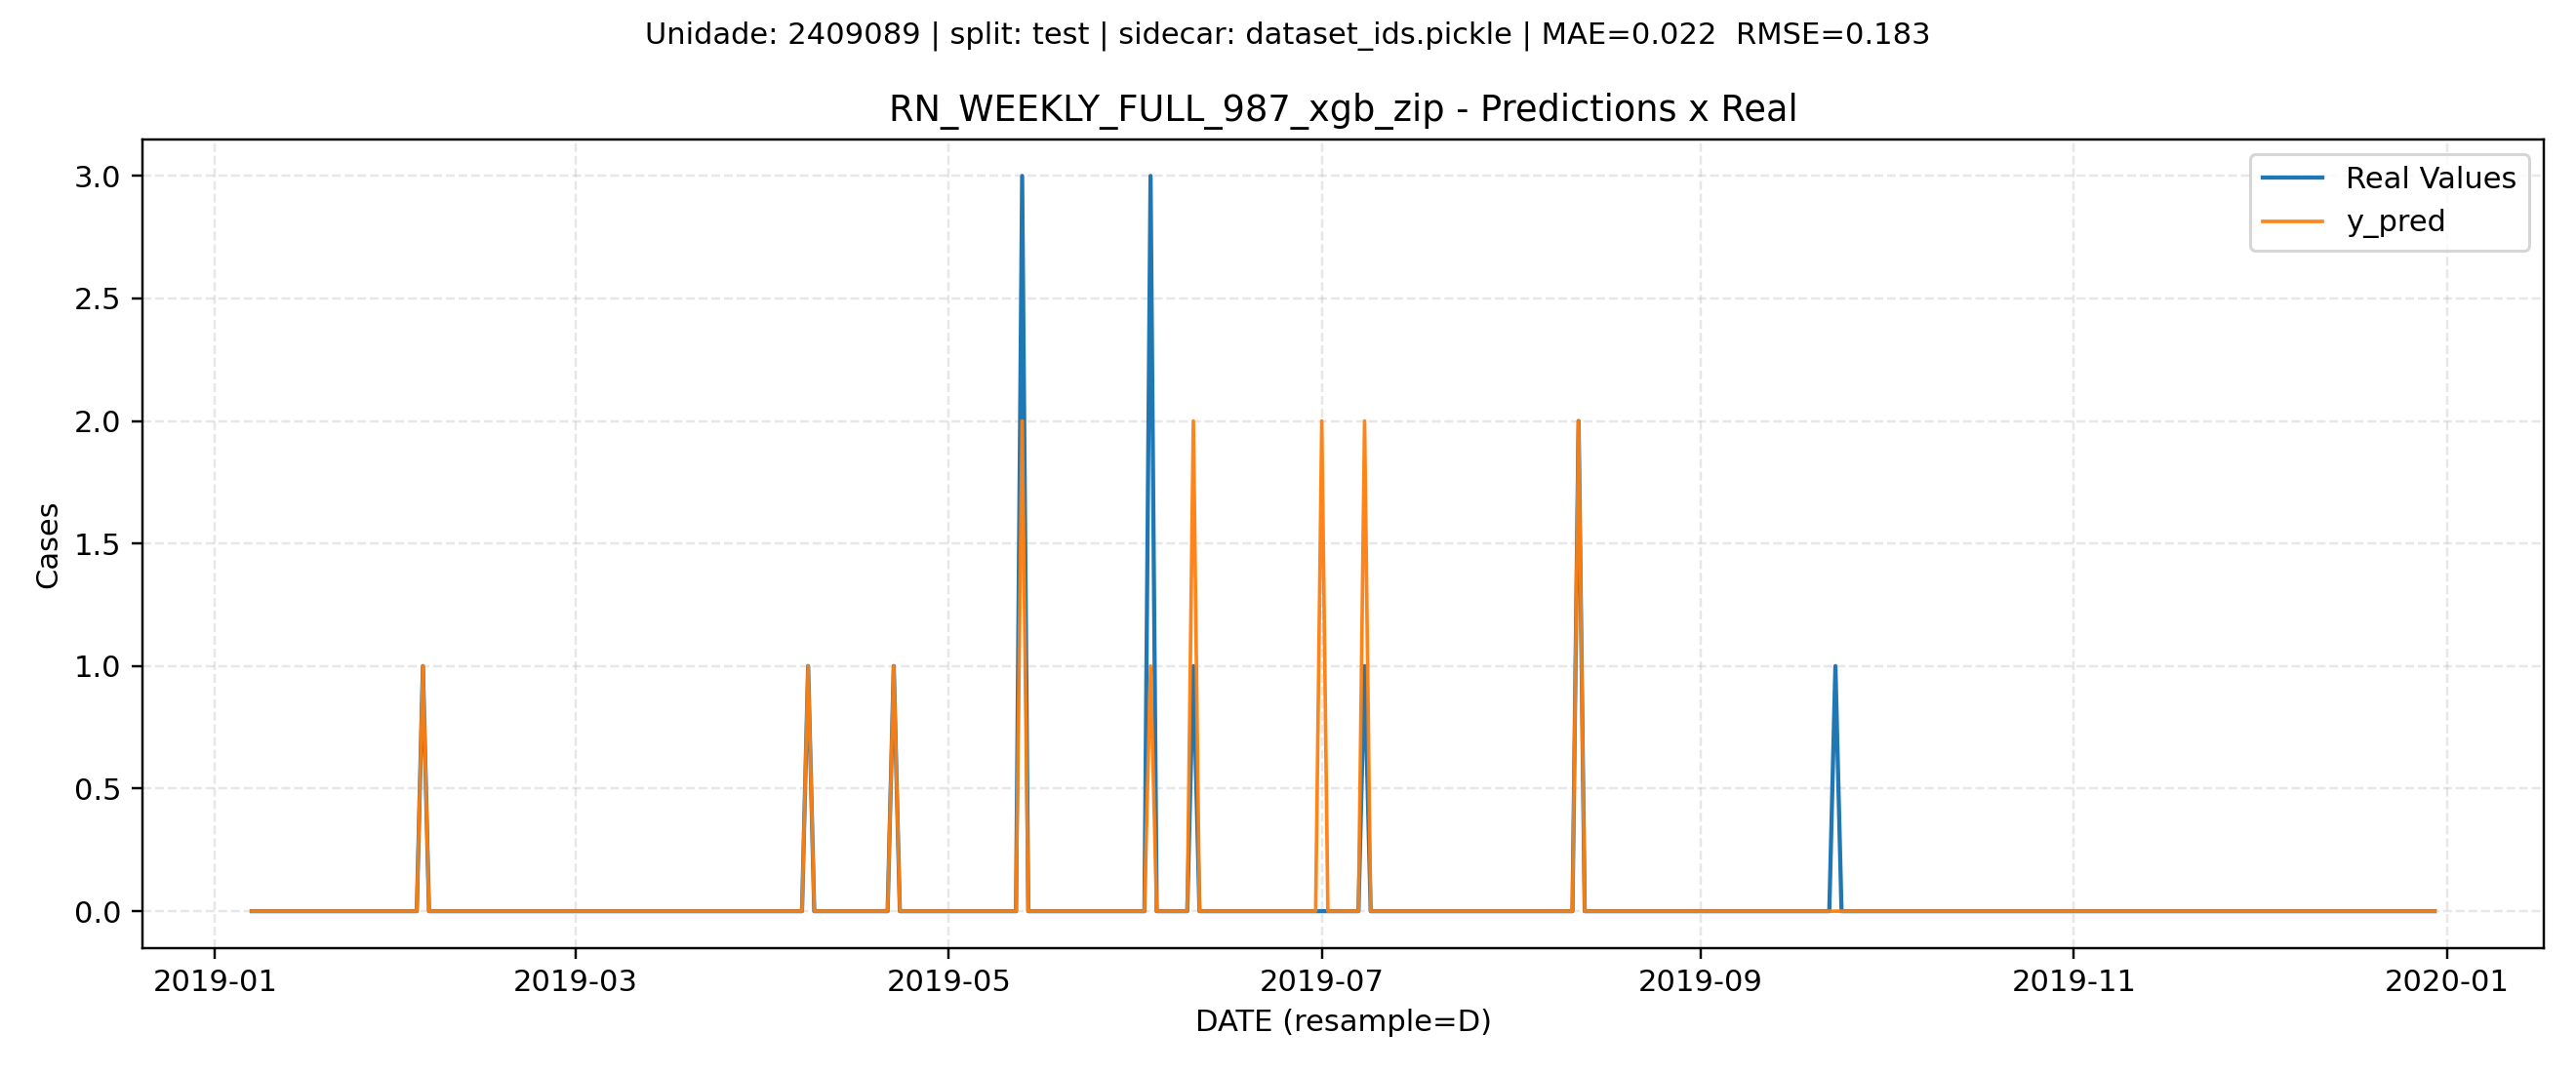 Unidade: 2409089 | split: test | sidecar: dataset_ids.pickle | MAE=0.022  RMSE=0.183
RN_WEEKLY_FULL_987_xgb_zip - Predictions x Real
Real Values
y_pred
3.0
2.5
2.0
1.5
1.0
0.5
0.0
Cases
2019-01
2019-03
2019-05
2019-07
2019-09
2019-11
2020-01
DATE (resample=D)